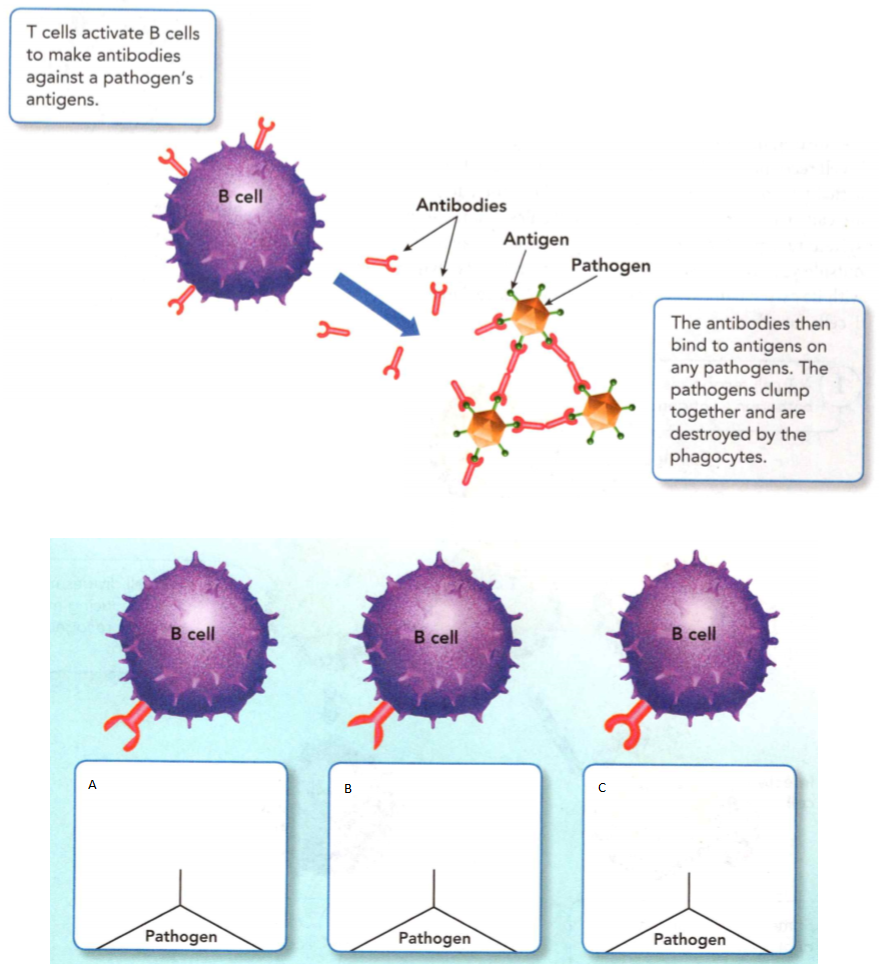 T cells activate B cells
to make antibodies
against a pathogen's
antigens.
B cell
Antibodies
Antigen
Pathogen
The antibodies then
bind to antigens on
any pathogens. The
pathogens clump
together and are
destroyed by the
phagocytes.
B cell
B cell
B cell
A
B
C
Pathogen
Pathogen
Pathogen